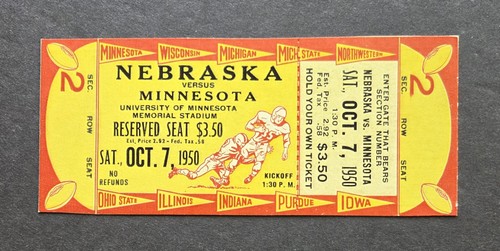 MINNESOTA WISCONSIN MICHIGAN MICH. STATE NORTHWESTERN
2
SEC.
ROW
SEAT
NEBRASKA
VERSUS
MINNESOTA
UNIVERSITY OF MINNESOTA
MEMORIAL STADIUM
RESERVED SEAT $3.50
Est. Price 2.92 - Fed. Tax .58
SAT., OCT. 7, 1950
NO
REFUNDS
KICKOFF
1:30 P. M.
OHIO STATE ILLINOIS INDIANA PURDUE IOWA
ENTER GATE THAT BEARS
SECTION NUMBER
NEBRASKA VS. MINNESOTA
SAT., OCT. 7, 1950
1:30 P. M.
Est. Price 2.92
Fed. Tax .58
$3.50
HOLD YOUR OWN TICKET
2
SEC.
ROW
SEAT